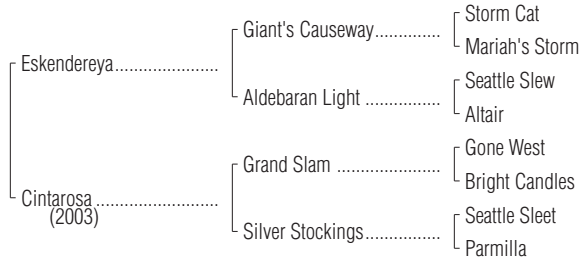 Storm Cat
Giant's Causeway..............
Mariah's Storm
Eskendereya......................
Seattle Slew
Aldebaran Light ................
Altair
Gone West
Grand Slam ......................
Bright Candles
Cintarosa ..........................
(2003)
Seattle Sleet
Silver Stockings................
Parmilla